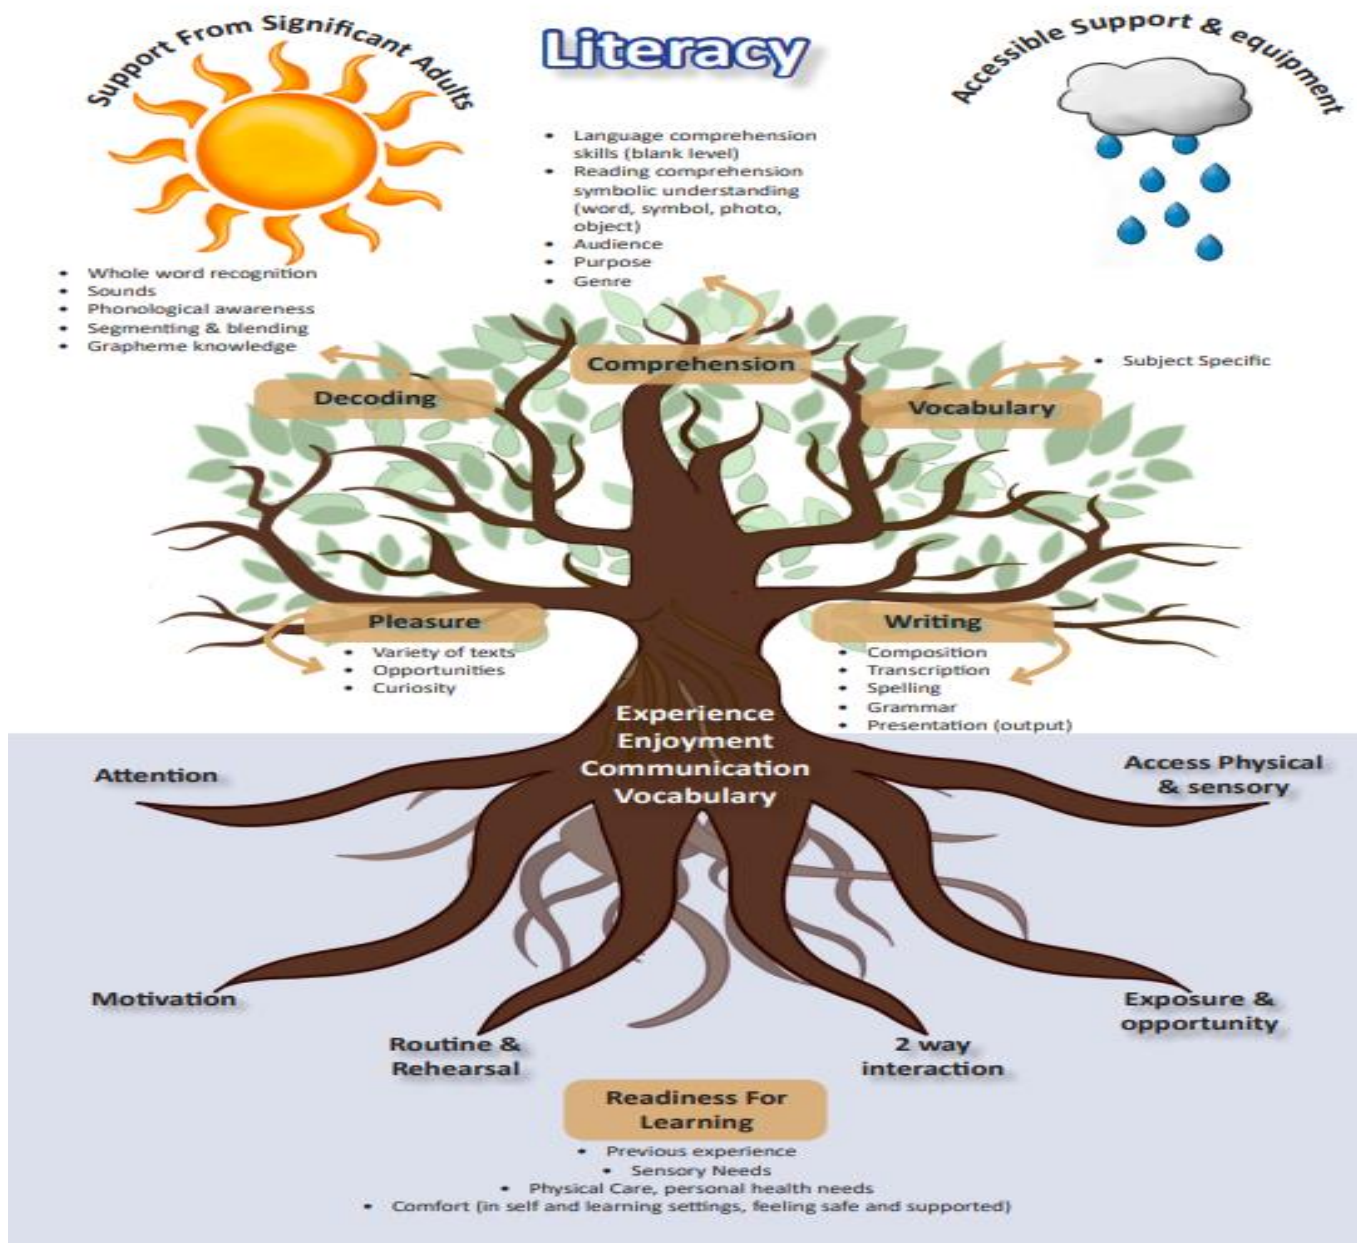 Support From Significant Adults
Literacy
Accessible Support & equipment
• Language comprehension
skills (blank level)
• Reading comprehension
symbolic understanding
(word, symbol, photo,
object)
• Audience
• Purpose
• Genre
• Whole word recognition
• Sounds
• Phonological awareness
• Segmenting & blending
• Grapheme knowledge
Comprehension
• Subject Specific
Decoding
Vocabulary
Pleasure
• Variety of texts
• Opportunities
• Curiosity
Writing
• Composition
• Transcription
• Spelling
• Grammar
• Presentation (output)
Experience
Enjoyment
Communication
Vocabulary
Attention
Access Physical
& sensory
Motivation
Exposure &
opportunity
Routine &
Rehearsal
2 way
interaction
Readiness For
Learning
• Previous experience
• Sensory Needs
• Physical Care, personal health needs
• Comfort (in self and learning settings, feeling safe and supported)